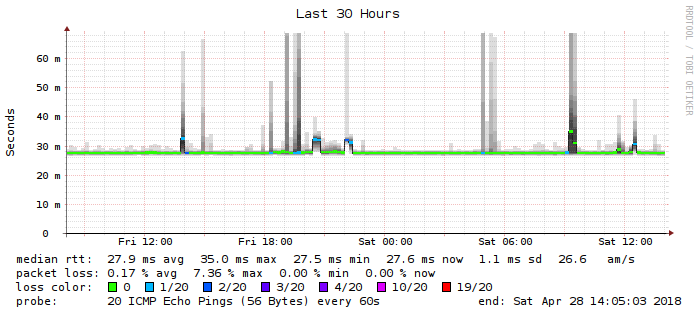 Last 30 Hours
RRDTOOL / TOBI OETIKER
Seconds
60 m
50 m
40 m
30 m
20 m
10 m
0
Fri 12:00 Fri 18:00 Sat 00:00 Sat 06:00 Sat 12:00
median rtt: 27.9 ms avg 35.0 ms max 27.5 ms min 27.6 ms now 1.1 ms sd 26.6 am/s
packet loss: 0.17 % avg 7.36 % max 0.00 % min 0.00 % now
loss color: 0 1/20 2/20 3/20 4/20 10/20 19/20
probe: 20 ICMP Echo Pings (56 Bytes) every 60s end: Sat Apr 28 14:05:03 2018